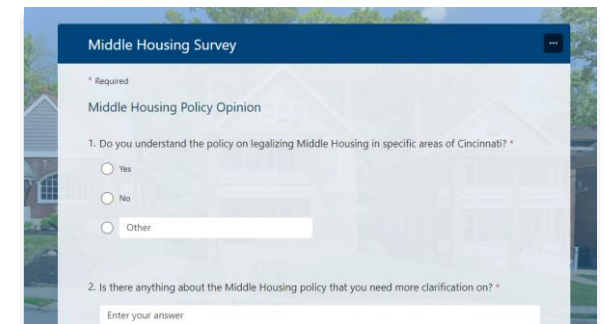 Middle Housing Survey
* Required
Middle Housing Policy Opinion
1. Do you understand the policy on legalizing Middle Housing in specific areas of Cincinnati? *
Yes
No
Other
2. Is there anything about the Middle Housing policy that you need more clarification on? *
Enter your answer